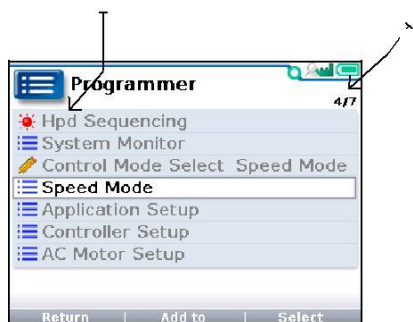 Programmer
4/7
Hpd Sequencing
System Monitor
Control Mode Select Speed Mode
Speed Mode
Application Setup
Controller Setup
AC Motor Setup
Return | Add to | Select